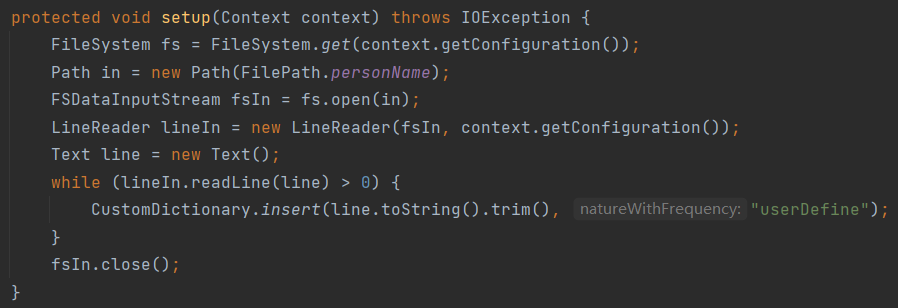 protected void setup(Context context) throws IOException {
    FileSystem fs = FileSystem.get(context.getConfiguration());
    Path in = new Path(FilePath.personName);
    FSDataInputStream fsIn = fs.open(in);
    LineReader lineIn = new LineReader(fsIn, context.getConfiguration());
    Text line = new Text();
    while (lineIn.readLine(line) > 0) {
        CustomDictionary.insert(line.toString().trim(), natureWithFrequency: "userDefine");
    }
    fsIn.close();
}